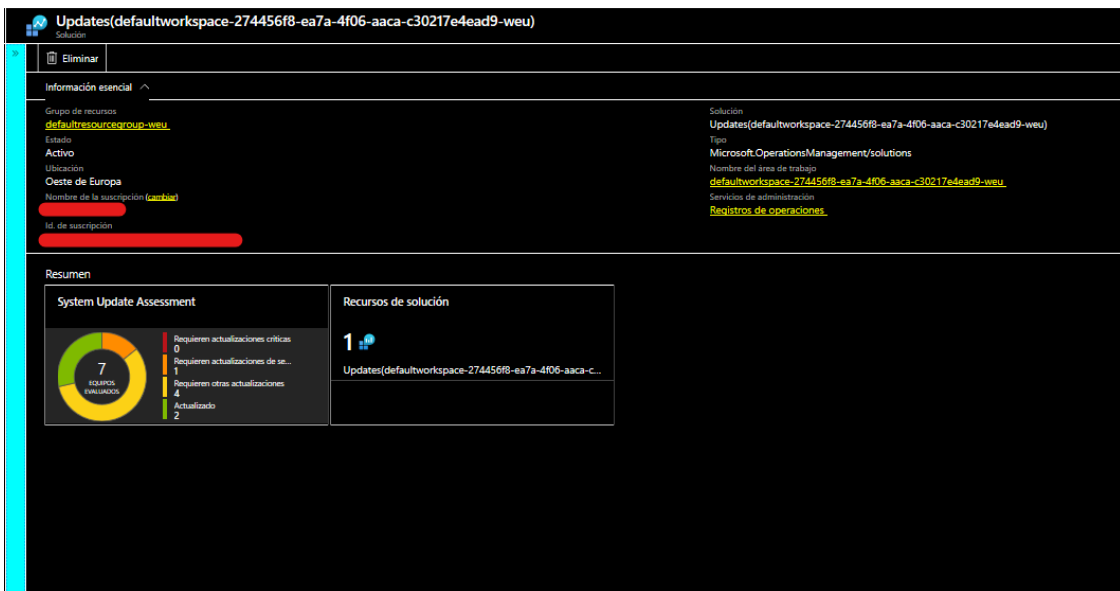 Updates(defaultworkspace-274456f8-ea7a-4f06-aaca-c30217e4ead9-weu)
Solución
Eliminar
Información esencial
Grupo de recursos
defaultresourcegroup-weu
Estado
Activo
Ubicación
Oeste de Europa
Nombre de la suscripción (cambiar)
Id. de suscripción
Solución
Updates(defaultworkspace-274456f8-ea7a-4f06-aaca-c30217e4ead9-weu)
Tipo
Microsoft.OperationsManagement/solutions
Nombre del área de trabajo
defaultworkspace-274456f8-ea7a-4f06-aaca-c30217e4ead9-weu
Servicios de administración
Registros de operaciones
Resumen
System Update Assessment
7
EQUIPOS
EVALUADOS
Requieren actualizaciones críticas
0
Requieren actualizaciones de se...
1
Requieren otras actualizaciones
4
Actualizado
2
Recursos de solución
1
Updates(defaultworkspace-274456f8-ea7a-4f06-aaca-c...